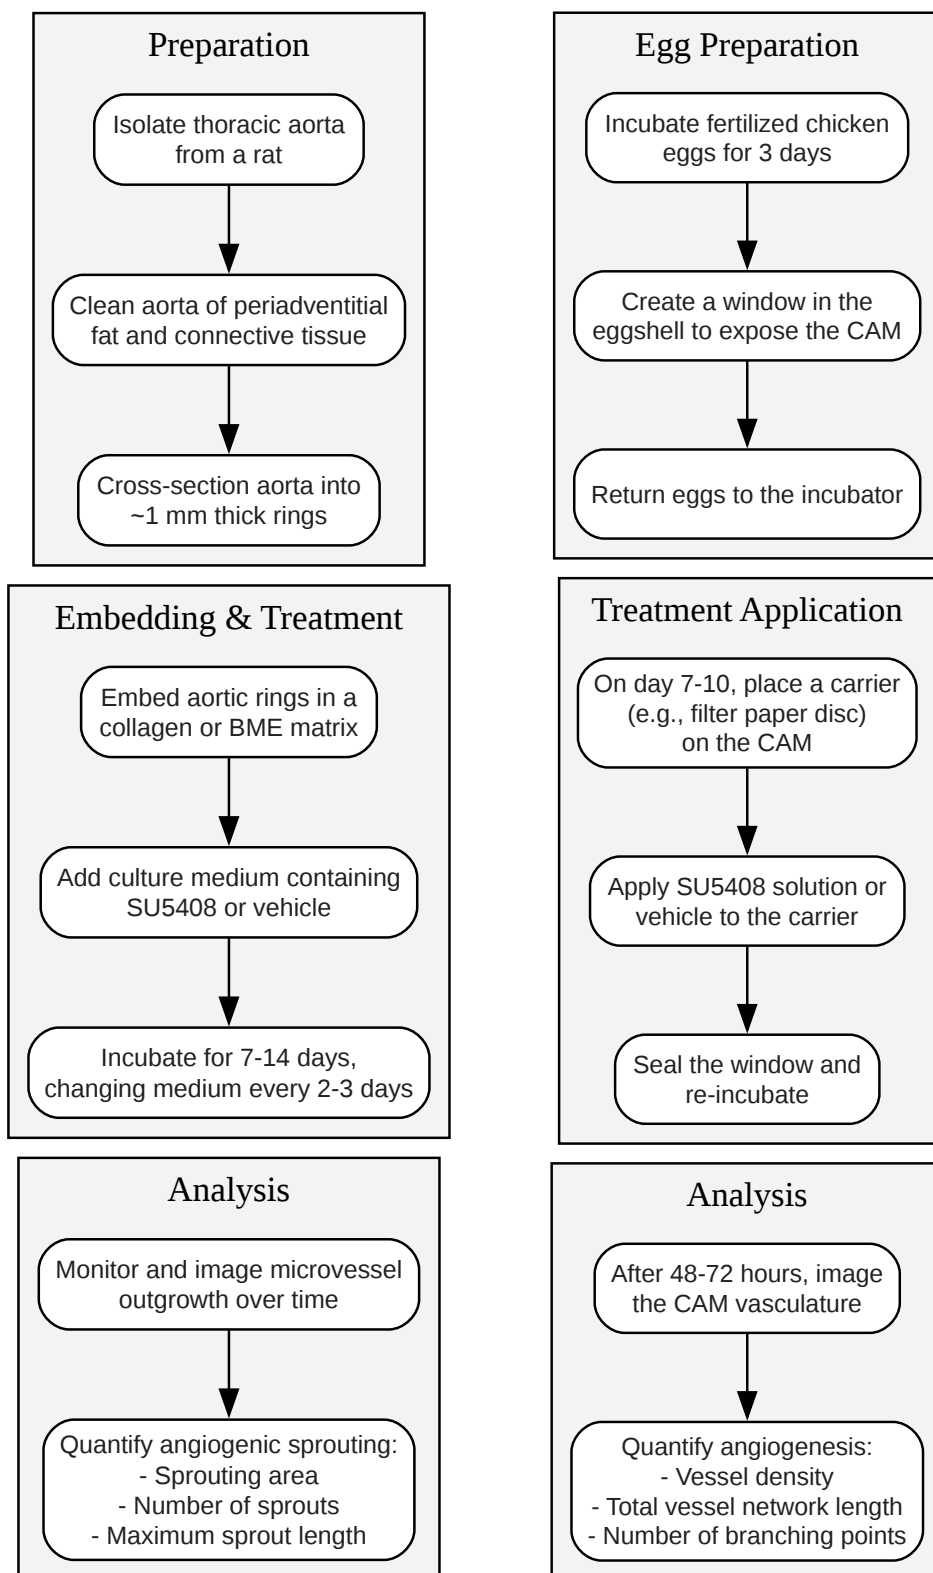 Preparation
Isolate thoracic aorta
from a rat
Clean aorta of periadventitial
fat and connective tissue
Cross-section aorta into
~1 mm thick rings
Embedding & Treatment
Embed aortic rings in a
collagen or BME matrix
Add culture medium containing
SU5408 or vehicle
Incubate for 7-14 days,
changing medium every 2-3 days
Analysis
Monitor and image microvessel
outgrowth over time
Quantify angiogenic sprouting:
- Sprouting area
- Number of sprouts
- Maximum sprout length
Egg Preparation
Incubate fertilized chicken
eggs for 3 days
Create a window in the
eggshell to expose the CAM
Return eggs to the incubator
Treatment Application
On day 7-10, place a carrier
(e.g., filter paper disc)
on the CAM
Apply SU5408 solution or
vehicle to the carrier
Seal the window and
re-incubate
Analysis
After 48-72 hours, image
the CAM vasculature
Quantify angiogenesis:
- Vessel density
- Total vessel network length
- Number of branching points